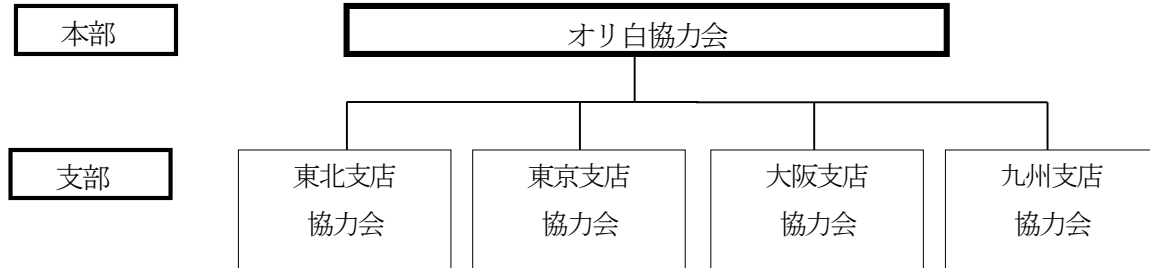 本部
オリ白協力会
支部
東北支店
協力会
東京支店
協力会
大阪支店
協力会
九州支店
協力会